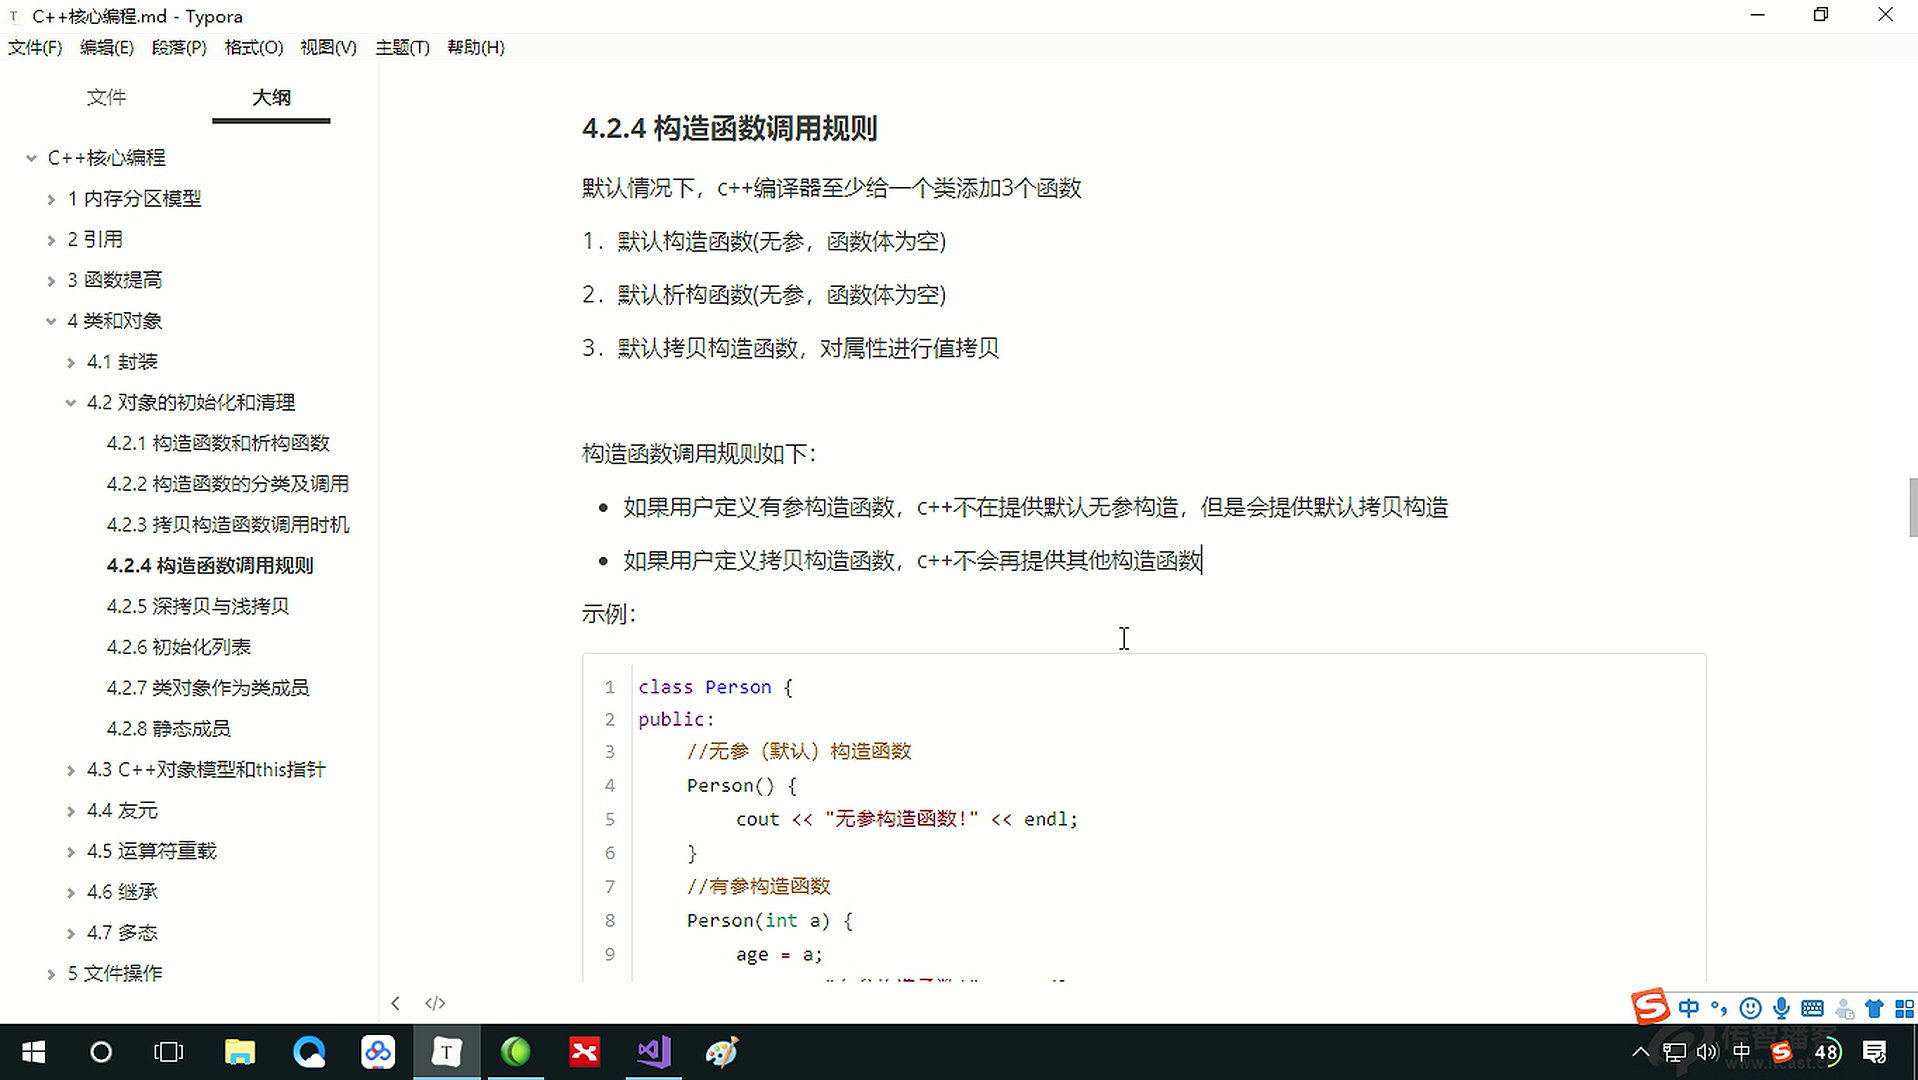 C++核心编程.md - Typora
文件(F) 编辑(E) 段落(P) 格式(O) 视图(V) 主题(T) 帮助(H)
文件 大纲
C++核心编程
1 内存分区模型
2 引用
3 函数提高
4 类和对象
4.1 封装
4.2 对象的初始化和清理
4.2.1 构造函数和析构函数
4.2.2 构造函数的分类及调用
4.2.3 拷贝构造函数调用时机
4.2.4 构造函数调用规则
4.2.5 深拷贝与浅拷贝
4.2.6 初始化列表
4.2.7 类对象作为类成员
4.2.8 静态成员
4.3 C++对象模型和this指针
4.4 友元
4.5 运算符重载
4.6 继承
4.7 多态
5 文件操作
4.2.4 构造函数调用规则
默认情况下，c++编译器至少给一个类添加3个函数
1. 默认构造函数(无参，函数体为空)
2. 默认析构函数(无参，函数体为空)
3. 默认拷贝构造函数，对属性进行值拷贝
构造函数调用规则如下：
• 如果用户定义有参构造函数，c++不在提供默认无参构造，但是会提供默认拷贝构造
• 如果用户定义拷贝构造函数，c++不会再提供其他构造函数
示例：
1 class Person {
2 public:
3 //无参（默认）构造函数
4 Person() {
5 cout << "无参构造函数!" << endl;
6 }
7 //有参构造函数
8 Person(int a) {
9 age = a;
中
中 48
传智播客